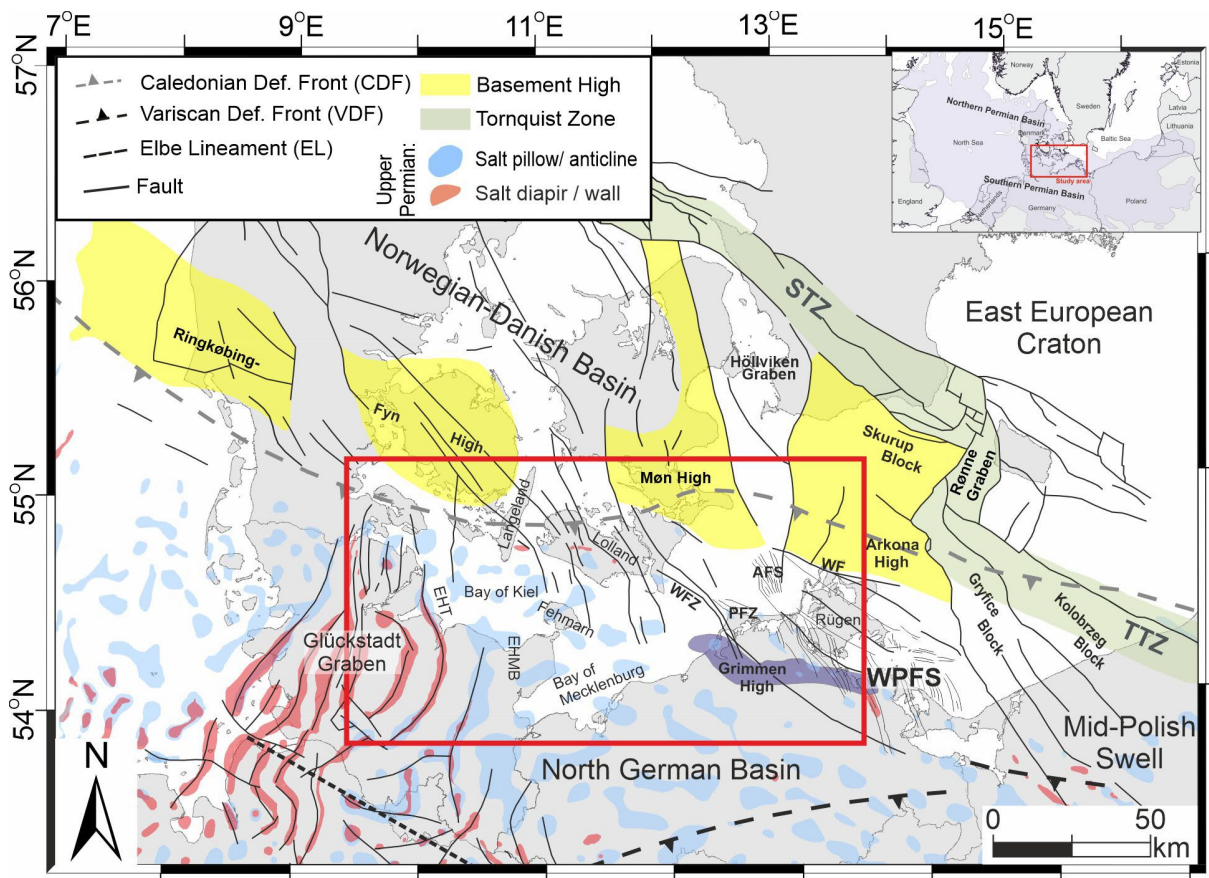 7°E
9°E
11°E
13°E
15°E
57°N
56°N
55°N
54°N
Caledonian Def. Front (CDF)
Variscan Def. Front (VDF)
Elbe Lineament (EL)
Fault
Basement High
Tornquist Zone
Upper
Permian:
Salt pillow/ anticline
Salt diapir / wall
Norway
Sweden
Estonia
Latvia
Lithuania
Northern Permian Basin
Denmark
Baltic Sea
North Sea
Study area
Southern Permian Basin
England
Netherlands
Germany
Poland
Norwegian-Danish Basin
STZ
East European
Craton
Ringkøbing-
Fyn
High
Höllviken
Graben
Skurup
Block
Rønne
Graben
Møn High
Langeland
Lolland
Arkona
High
AFS
WF
WFZ
PFZ
Rügen
Bay of Kiel
Fehmarn
EHT
EHMB
Glückstadt
Graben
Bay of
Mecklenburg
Grimmen
High
WPFS
Gryfice
Block
Kolobrzeg
Block
TTZ
Mid-Polish
Swell
North German Basin
N
0
50
km